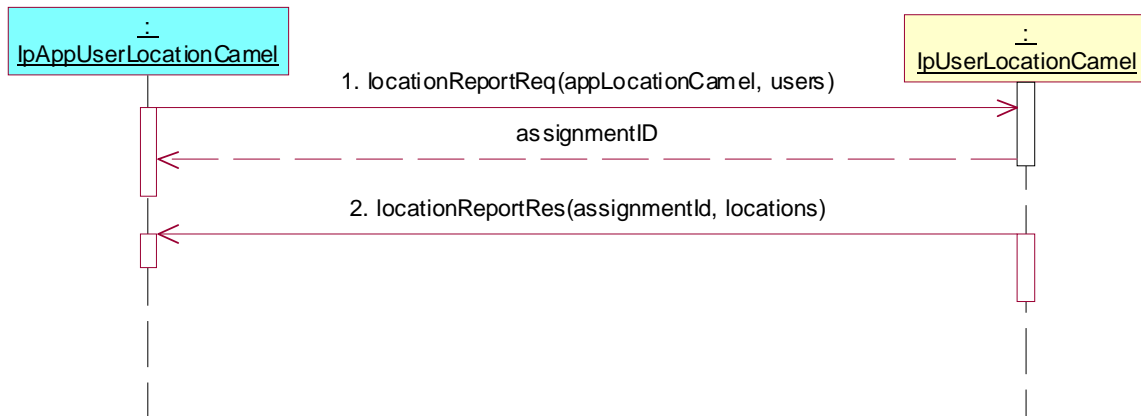 :
IpAppUserLocationCamel
:
IpUserLocationCamel
1. locationReportReq(appLocationCamel, users)
assignmentID
2. locationReportRes(assignmentId, locations)